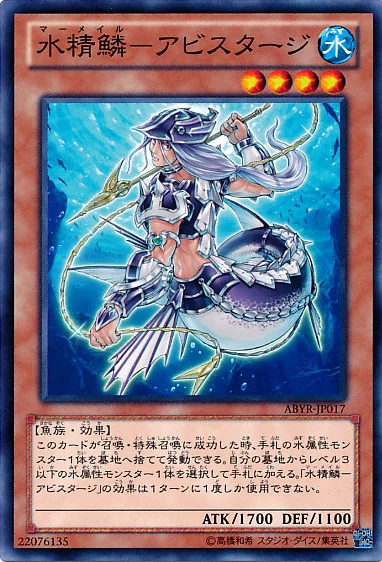 マーメイル
水精鱗－アビスタージ
みず
水
ABYR-JP017
【魚族・効果】
このカードが召喚・特殊召喚に成功した時、手札の水属性モンスター1体を墓地へ捨てて発動できる。自分の墓地からレベル3
以下の水属性モンスター1体を選択して手札に加える。「水精鱗－
アビスタージ」の効果は1ターンに1度しか使用できない。
ATK/1700 DEF/1100
22076135
©高橋和希 スタジオ・ダイス/集英社